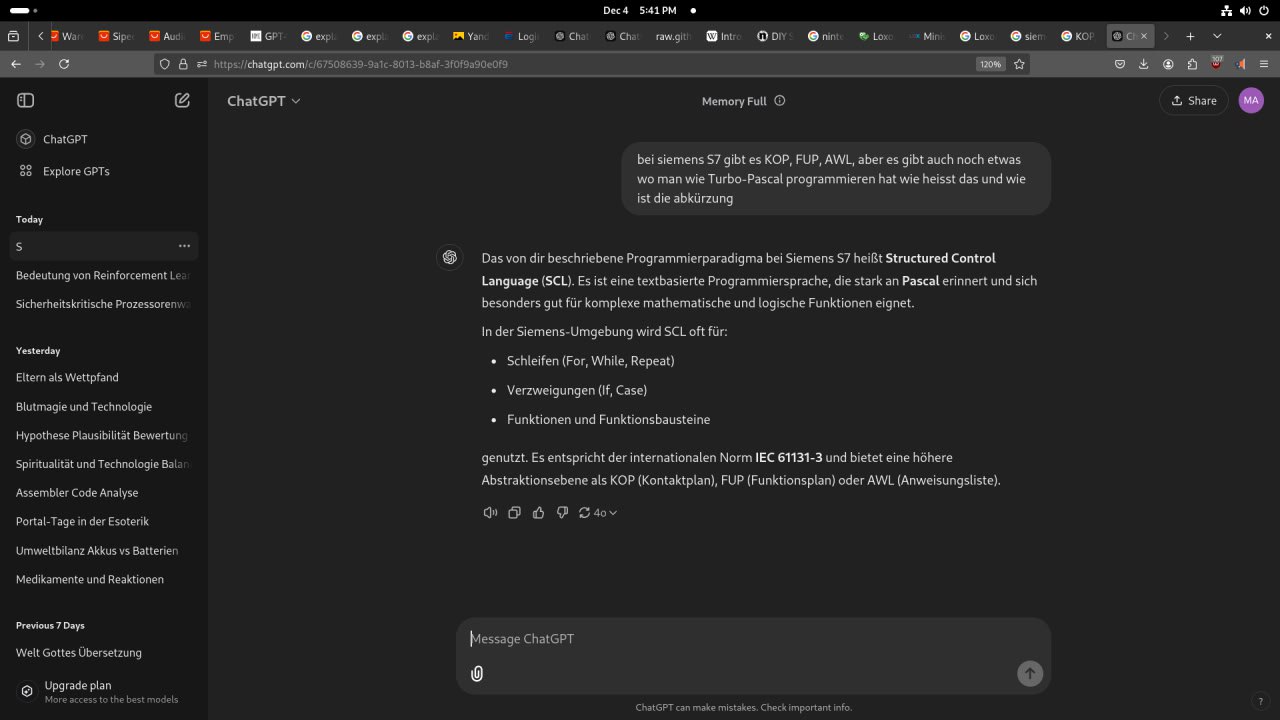 Dec 4 5:41 PM
Ware
Sipe
Audi
Emp
GPT-
expla
expla
expla
Yand
Logi
Chat
Chat
raw.gith
Intro
DIY S
ninte
Loxo
Mini
Loxo
siem
KOP
Ch
https://chatgpt.com/c/67508639-9a1c-8013-b8af-3f0f9a90e0f9
120%
107
ChatGPT
Memory Full
Share
MA
ChatGPT
Explore GPTs
Today
S
Bedeutung von Reinforcement Lear
Sicherheitskritische Prozessorenwa
Yesterday
Eltern als Wettpfand
Blutmagie und Technologie
Hypothese Plausibilität Bewertung
Spiritualität und Technologie Balan
Assembler Code Analyse
Portal-Tage in der Esoterik
Umweltbilanz Akkus vs Batterien
Medikamente und Reaktionen
Previous 7 Days
Welt Gottes Übersetzung
Upgrade plan
More access to the best models
bei siemens S7 gibt es KOP, FUP, AWL, aber es gibt auch noch etwas
wo man wie Turbo-Pascal programmieren hat wie heisst das und wie
ist die abkürzung
Das von dir beschriebene Programmierparadigma bei Siemens S7 heißt Structured Control
Language (SCL). Es ist eine textbasierte Programmiersprache, die stark an Pascal erinnert und sich
besonders gut für komplexe mathematische und logische Funktionen eignet.
In der Siemens-Umgebung wird SCL oft für:
• Schleifen (For, While, Repeat)
• Verzweigungen (If, Case)
• Funktionen und Funktionsbausteine
genutzt. Es entspricht der internationalen Norm IEC 61131-3 und bietet eine höhere
Abstraktionsebene als KOP (Kontaktplan), FUP (Funktionsplan) oder AWL (Anweisungsliste).
4o
Message ChatGPT
ChatGPT can make mistakes. Check important info.
?